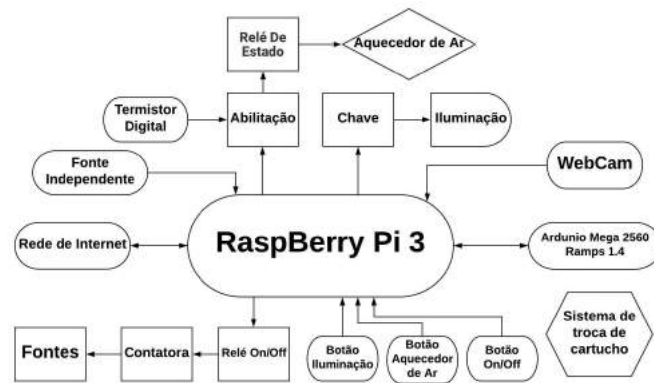 Relé De
Estado
Aquecedor de Ar
Termistor
Digital
Abilitação
Chave
Iluminação
Fonte
Independente
WebCam
RaspBerry Pi 3
Rede de Internet
Ardunio Mega 2560
Ramps 1.4
Fontes
Contatora
Relé On/Off
Botão
Iluminação
Botão
Aquecedor
de Ar
Botão
On/Off
Sistema de
troca de
cartucho